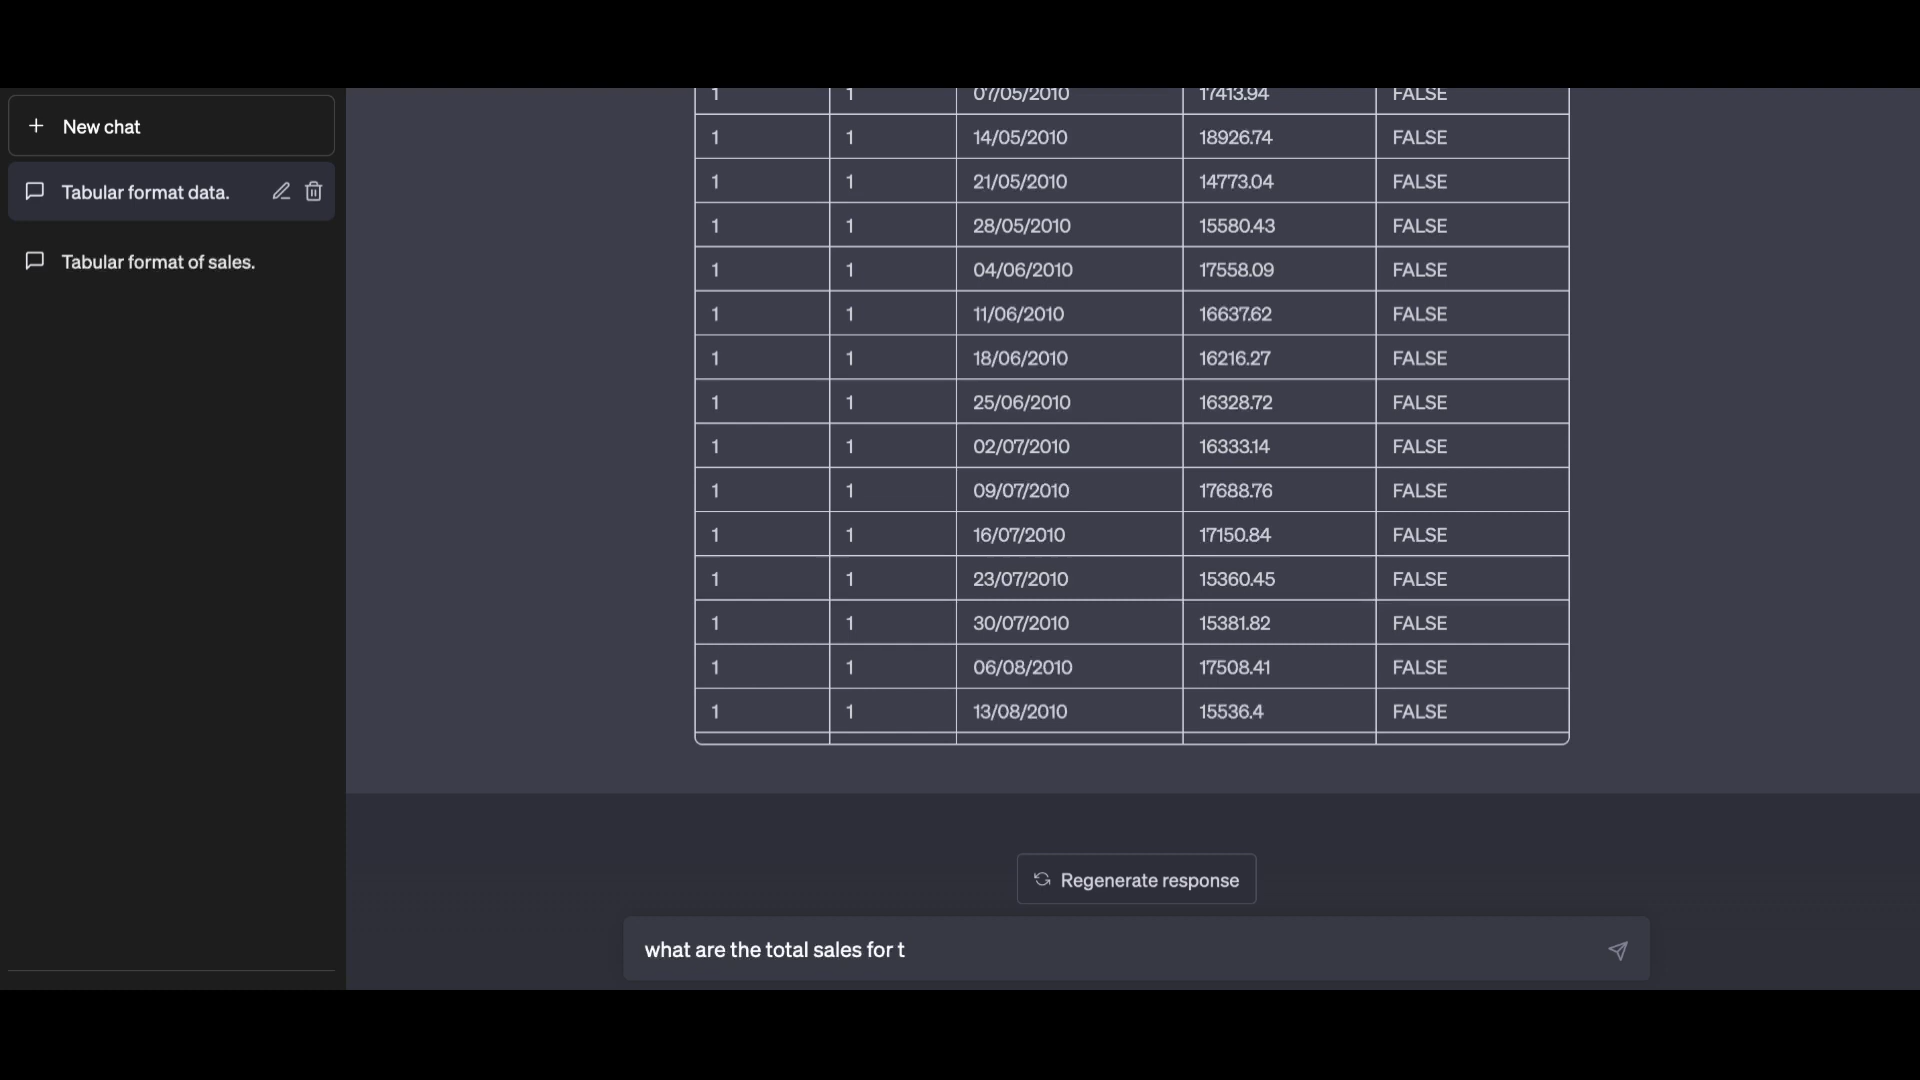 New chat
Tabular format data.
Tabular format of sales.
1 1 07/05/2010 17413.94 FALSE
1 1 14/05/2010 18926.74 FALSE
1 1 21/05/2010 14773.04 FALSE
1 1 28/05/2010 15580.43 FALSE
1 1 04/06/2010 17558.09 FALSE
1 1 11/06/2010 16637.62 FALSE
1 1 18/06/2010 16216.27 FALSE
1 1 25/06/2010 16328.72 FALSE
1 1 02/07/2010 16333.14 FALSE
1 1 09/07/2010 17688.76 FALSE
1 1 16/07/2010 17150.84 FALSE
1 1 23/07/2010 15360.45 FALSE
1 1 30/07/2010 15381.82 FALSE
1 1 06/08/2010 17508.41 FALSE
1 1 13/08/2010 15536.4 FALSE
Regenerate response
what are the total sales for t